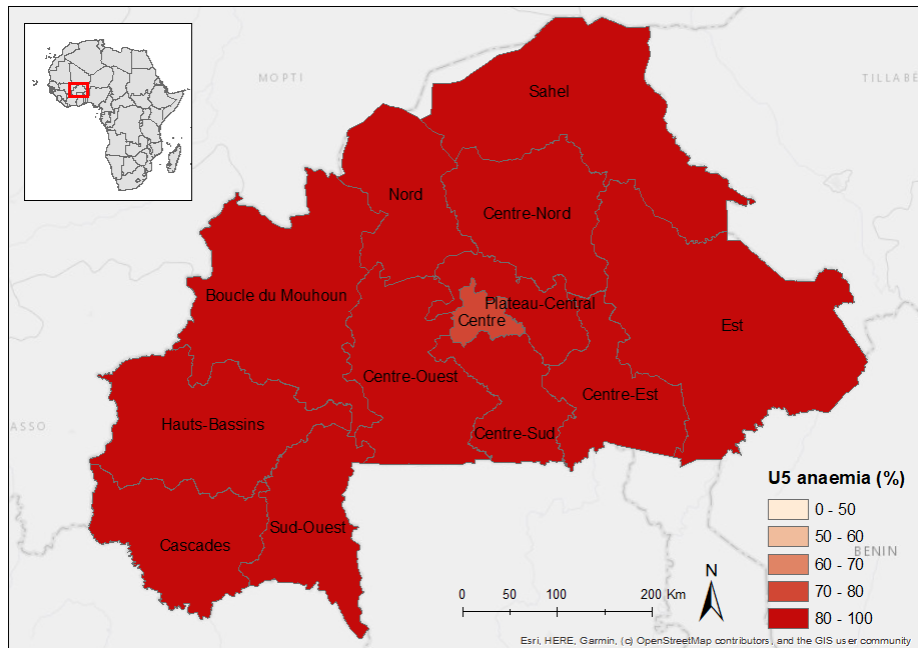 MOPTI
TILLABÉ
Sahel
Nord
Centre-Nord
Boucle du Mouhoun
Plateau-Central
Centre
Est
Centre-Ouest
Centre-Est
Hauts-Bassins
ASSO
Centre-Sud
Sud-Ouest
Cascades
BENIN
U5 anaemia (%)
0 - 50
50 - 60
60 - 70
70 - 80
80 - 100
N
0 50 100 200 Km
Esri, HERE, Garmin, (c) OpenStreetMap contributors, and the GIS user community